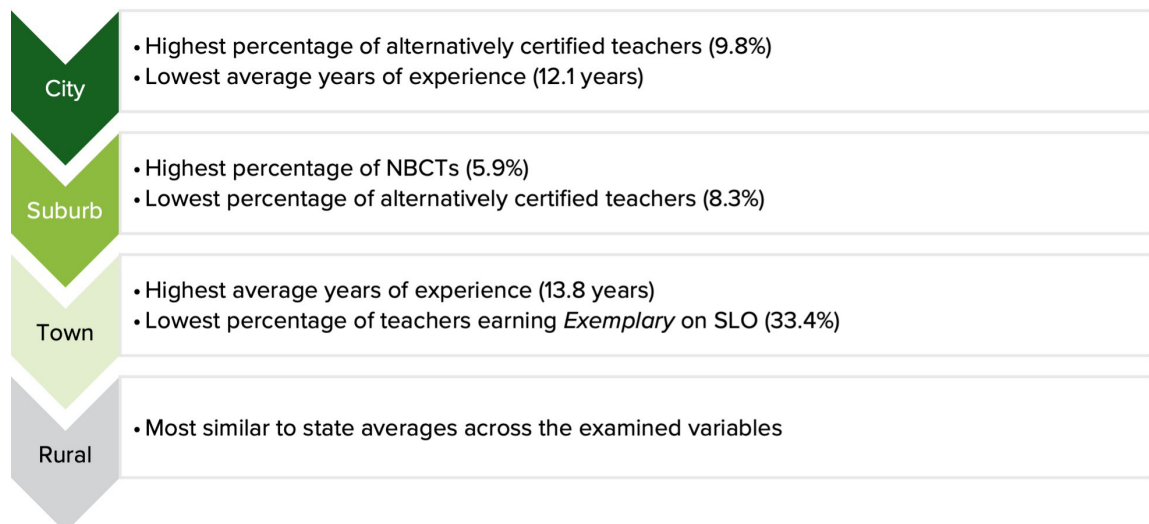 City
• Highest percentage of alternatively certified teachers (9.8%)
• Lowest average years of experience (12.1 years)
Suburb
• Highest percentage of NBCTs (5.9%)
• Lowest percentage of alternatively certified teachers (8.3%)
Town
• Highest average years of experience (13.8 years)
• Lowest percentage of teachers earning Exemplary on SLO (33.4%)
Rural
• Most similar to state averages across the examined variables